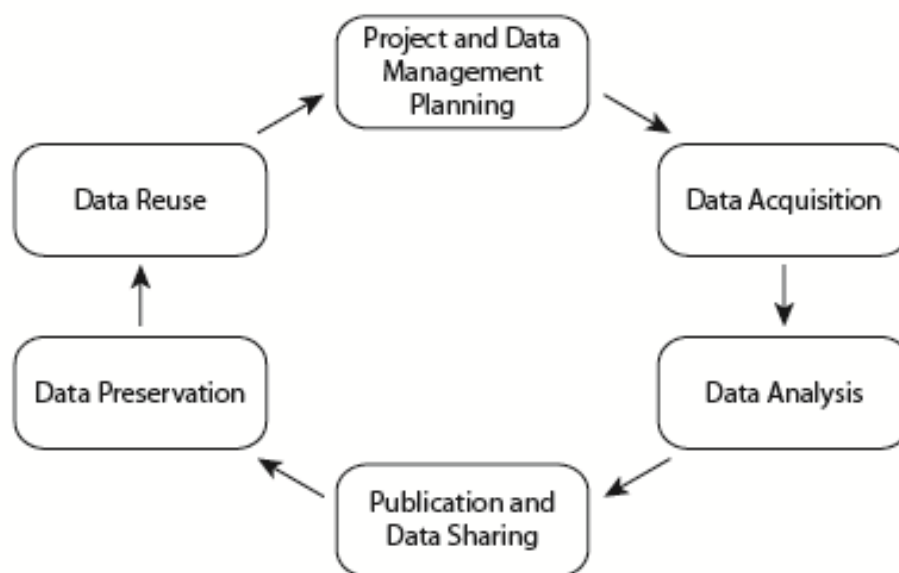 Project and Data
Management
Planning
Data Reuse
Data Acquisition
Data Preservation
Data Analysis
Publication and
Data Sharing